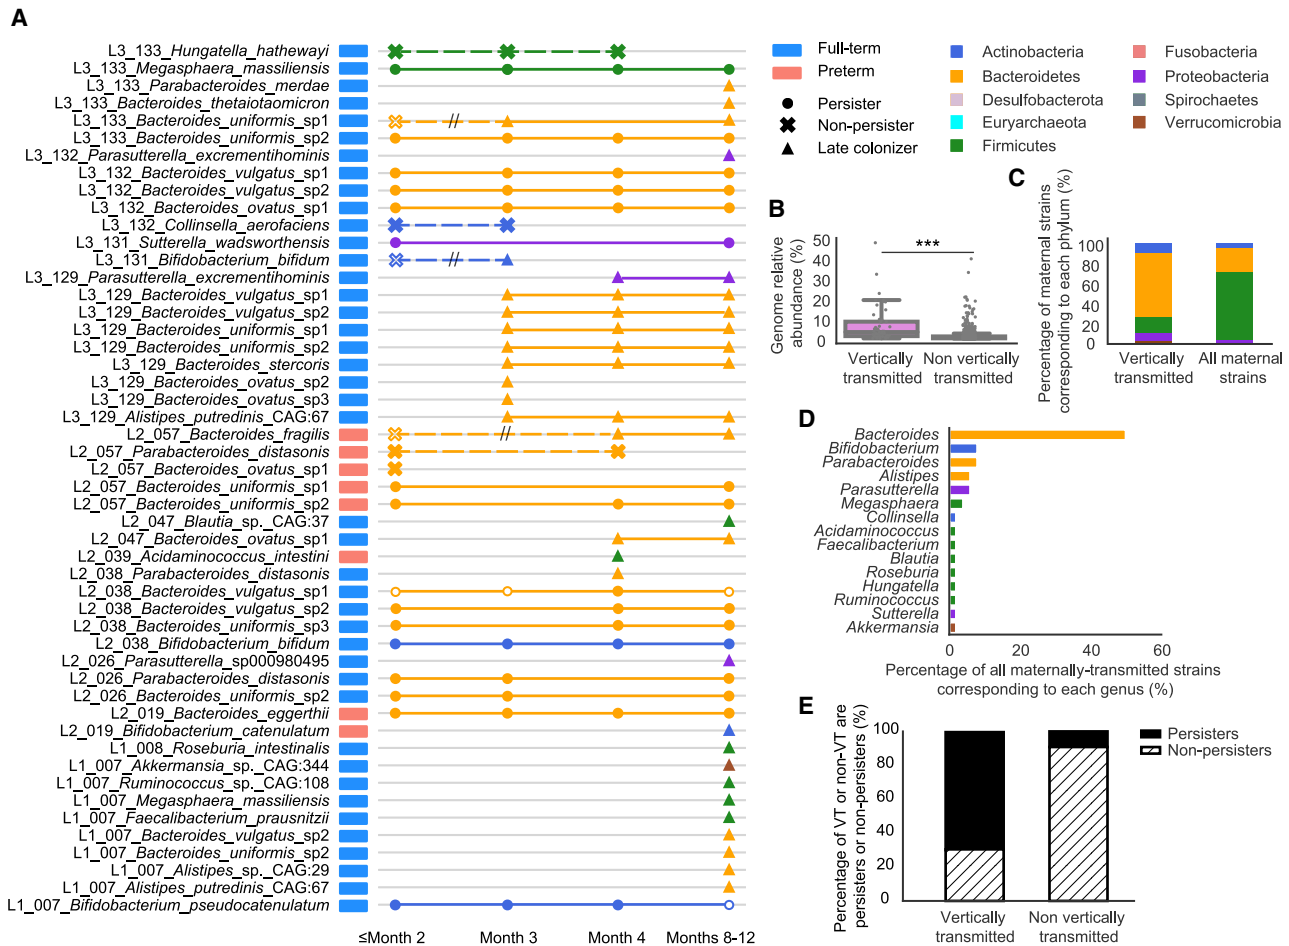 A
L3_133_Hungatella_hathewayi
L3_133_Megasphaera_massiliensis
L3_133_Parabacteroides_merdae
L3_133_Bacteroides_thetaiotaomicron
L3_133_Bacteroides_uniformis_sp1
L3_133_Bacteroides_uniformis_sp2
L3_132_Parasutterella_excrementihominis
L3_132_Bacteroides_vulgatus_sp1
L3_132_Bacteroides_vulgatus_sp2
L3_132_Bacteroides_ovatus_sp1
L3_132_Collinsella_aerofaciens
L3_131_Sutterella_wadsworthensis
L3_131_Bifidobacterium_bifidum
L3_129_Parasutterella_excrementihominis
L3_129_Bacteroides_vulgatus_sp1
L3_129_Bacteroides_vulgatus_sp2
L3_129_Bacteroides_uniformis_sp1
L3_129_Bacteroides_uniformis_sp2
L3_129_Bacteroides_stercoris
L3_129_Bacteroides_ovatus_sp2
L3_129_Bacteroides_ovatus_sp3
L3_129_Alistipes_putredinis_CAG:67
L2_057_Bacteroides_fragilis
L2_057_Parabacteroides_distasonis
L2_057_Bacteroides_ovatus_sp1
L2_057_Bacteroides_uniformis_sp1
L2_057_Bacteroides_uniformis_sp2
L2_047_Blautia_sp._CAG:37
L2_047_Bacteroides_ovatus_sp1
L2_039_Acidaminococcus_intestini
L2_038_Parabacteroides_distasonis
L2_038_Bacteroides_vulgatus_sp1
L2_038_Bacteroides_vulgatus_sp2
L2_038_Bacteroides_uniformis_sp3
L2_038_Bifidobacterium_bifidum
L2_026_Parasutterella_sp000980495
L2_026_Parabacteroides_distasonis
L2_026_Bacteroides_uniformis_sp2
L2_019_Bacteroides_eggerthii
L2_019_Bifidobacterium_catenulatum
L1_008_Roseburia_intestinalis
L1_007_Akkermansia_sp._CAG:344
L1_007_Ruminococcus_sp._CAG:108
L1_007_Megasphaera_massiliensis
L1_007_Faecalibacterium_prausnitzii
L1_007_Bacteroides_vulgatus_sp2
L1_007_Bacteroides_uniformis_sp2
L1_007_Alistipes_sp._CAG:29
L1_007_Alistipes_putredinis_CAG:67
L1_007_Bifidobacterium_pseudocatenulatum
//
//
//
≤Month 2
Month 3
Month 4
Months 8-12
Full-term
Preterm
Persister
Non-persister
Late colonizer
Actinobacteria
Bacteroidetes
Desulfobacterota
Euryarchaeota
Firmicutes
Fusobacteria
Proteobacteria
Spirochaetes
Verrucomicrobia
B
Genome relative
abundance (%)
50
40
30
20
10
0
***
Vertically
transmitted
Non vertically
transmitted
C
Percentage of maternal strains
corresponding to each phylum (%)
100
80
60
40
20
0
Vertically
transmitted
All maternal
strains
D
Bacteroides
Bifidobacterium
Parabacteroides
Alistipes
Parasutterella
Megasphaera
Collinsella
Acidaminococcus
Faecalibacterium
Blautia
Roseburia
Hungatella
Ruminococcus
Sutterella
Akkermansia
0
20
40
60
Percentage of all maternally-transmitted strains
corresponding to each genus (%)
E
Percentage of VT or non-VT are
persisters or non-persisters (%)
100
80
60
40
20
0
Vertically
transmitted
Non vertically
transmitted
Persisters
Non-persisters